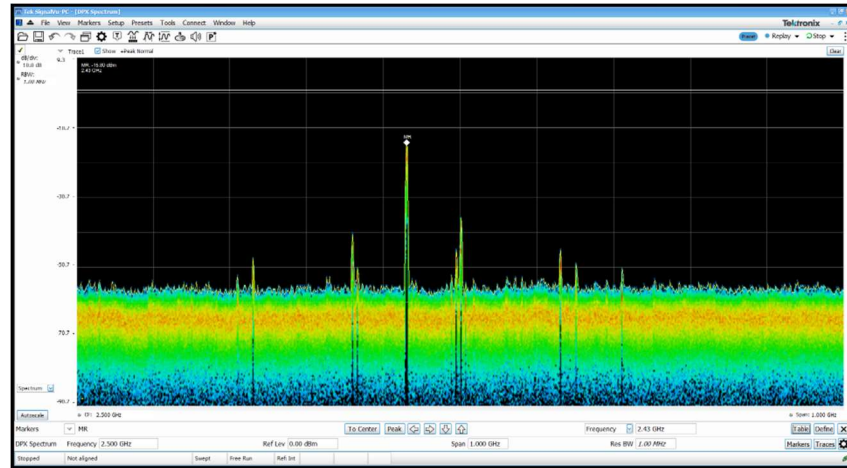 Tek SignalVu-PC - [DPX Spectrum]
File View Markers Setup Presets Tools Connect Window Help
Tektronix
Preset Replay Stop
Trace1 Show +Peak Normal
Clear
dB/div:
10.0 dB
RBW:
1.00 MHz
MR: -15.00 dBm
2.43 GHz
-10.7
MR
-30.7
-50.7
-70.7
-90.7
Spectrum
Autoscale
CF: 2.500 GHz
Span: 1.000 GHz
Markers MR To Center Peak Frequency 2.43 GHz Table Define X
DPX Spectrum Frequency 2.500 GHz Ref Lev 0.00 dBm Span 1.000 GHz Res BW 1.00 MHz Markers Traces
Stopped Not aligned Swept Free Run Ref: Int